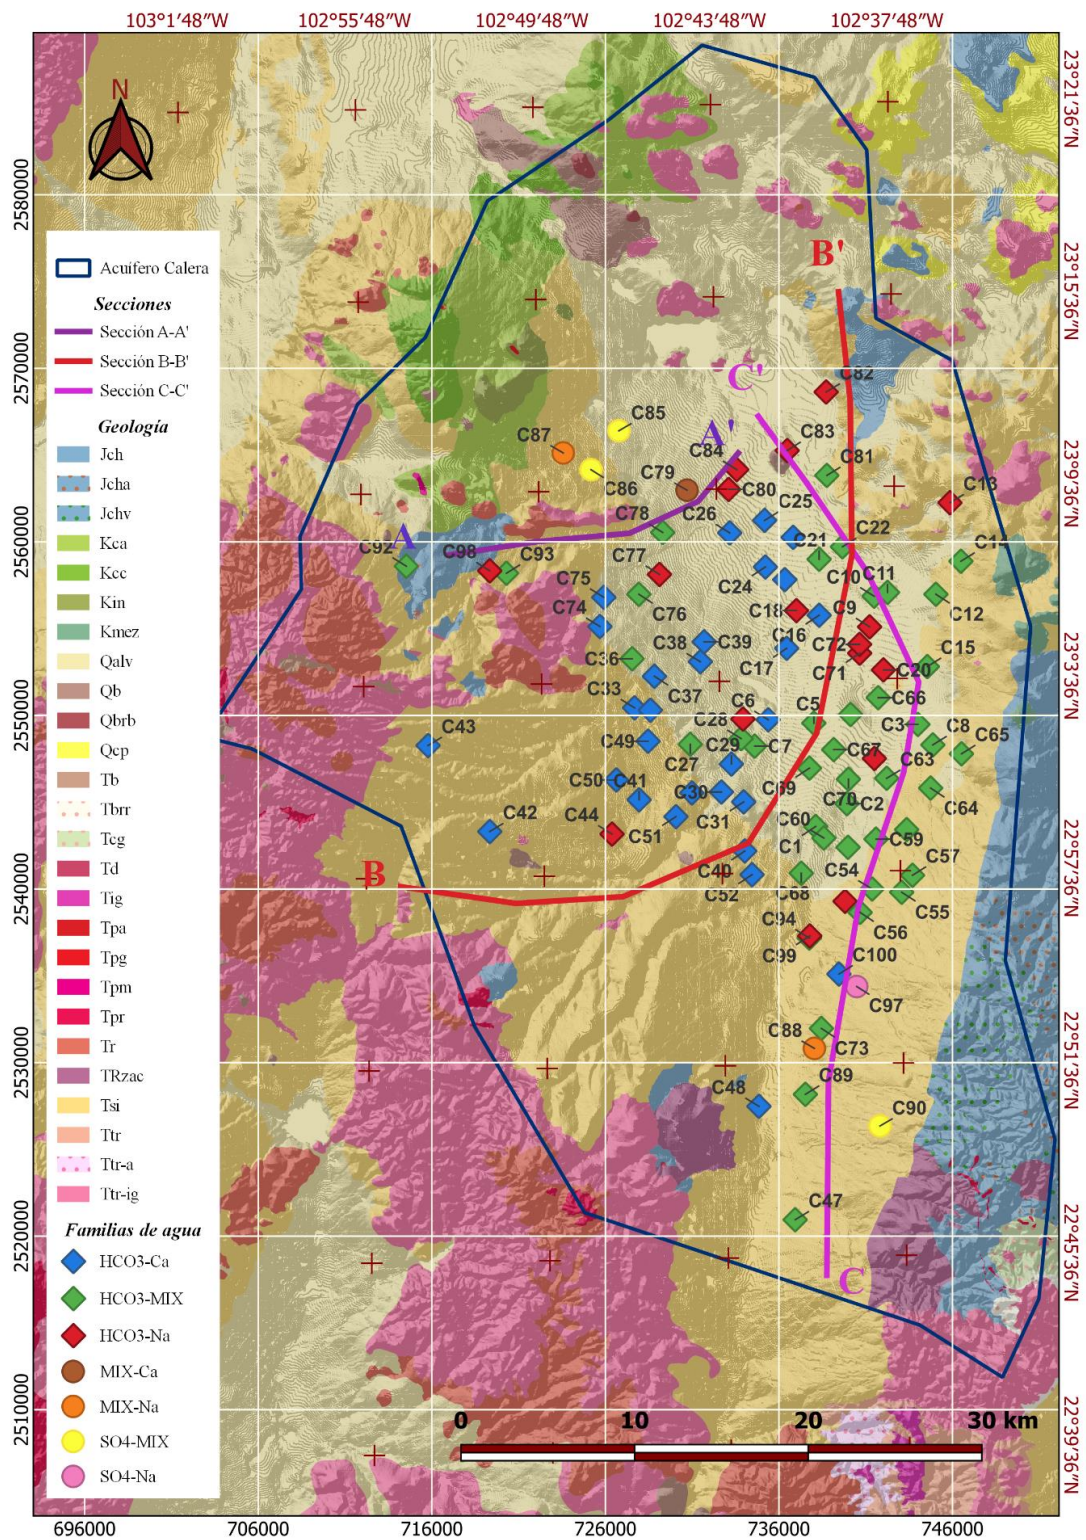 103°1'48"W 102°55'48"W 102°49'48"W 102°43'48"W 102°37'48"W
N
23°21'36"N
23°15'36"N
23°9'36"N
23°3'36"N
22°57'36"N
22°51'36"N
22°45'36"N
22°39'36"N
2580000
2570000
2560000
2550000
2540000
2530000
2520000
2510000
Acuífero Calera
Secciones
Sección A-A'
Sección B-B'
Sección C-C'
Geología
Jch
Jcha
Jchv
Kca
Kcc
Kin
Kmez
Qalv
Qb
Qbrb
Qcp
Tb
Tbrr
Tcg
Td
Tig
Tpa
Tpg
Tpm
Tpr
Tr
TRzac
Tsi
Ttr
Ttr-a
Ttr-ig
Familias de agua
HCO3-Ca
HCO3-MIX
HCO3-Na
MIX-Ca
MIX-Na
SO4-MIX
SO4-Na
B'
C'
A'
A
B
C
C82
C85
C87
C83
C84
C81
C79
C86
C80
C13
C25
C78
C26
C22
C92
C98
C93
C21
C14
C77
C75
C24
C10
C11
C74
C76
C18
C9
C12
C38
C39
C16
C72
C36
C17
C71
C20
C15
C33
C37
C6
C5
C66
C43
C28
C3
C8
C49
C29
C7
C67
C65
C27
C63
C50
C41
C30
C69
C70
C2
C64
C42
C44
C51
C31
C60
C1
C59
C40
C54
C57
C52
C68
C55
C94
C56
C99
C100
C97
C88
C73
C48
C89
C90
C47
0 10 20 30 km
696000 706000 716000 726000 736000 746000